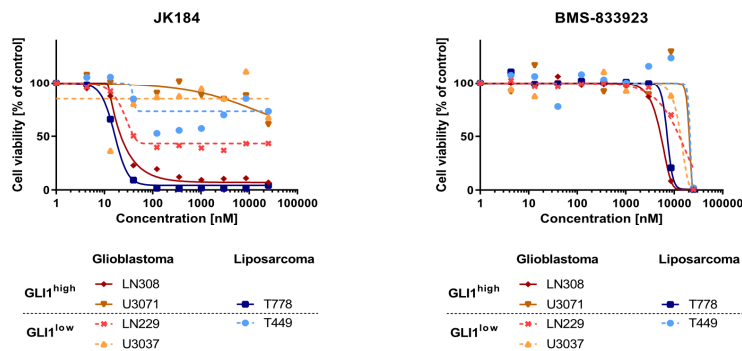 JK184
Cell viability [% of control]
100
50
0
1 10 100 1000 10000 100000
Concentration [nM]
Glioblastoma Liposarcoma
GLI1high
LN308
U3071 T778
GLI1low
LN229 T449
U3037
BMS-833923
Cell viability [% of control]
100
50
0
1 10 100 1000 10000 100000
Concentration [nM]
Glioblastoma Liposarcoma
GLI1high
LN308
U3071 T778
GLI1low
LN229 T449
U3037